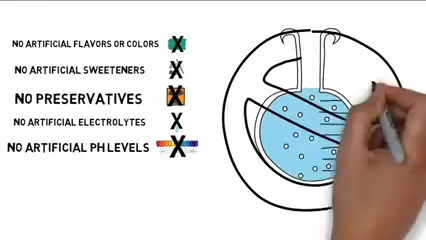 NO ARTIFICIAL FLAVORS OR COLORS
NO ARTIFICIAL SWEETENERS
NO PRESERVATIVES
NO ARTIFICIAL ELECTROLYTES
NO ARTIFICIAL PH LEVELS